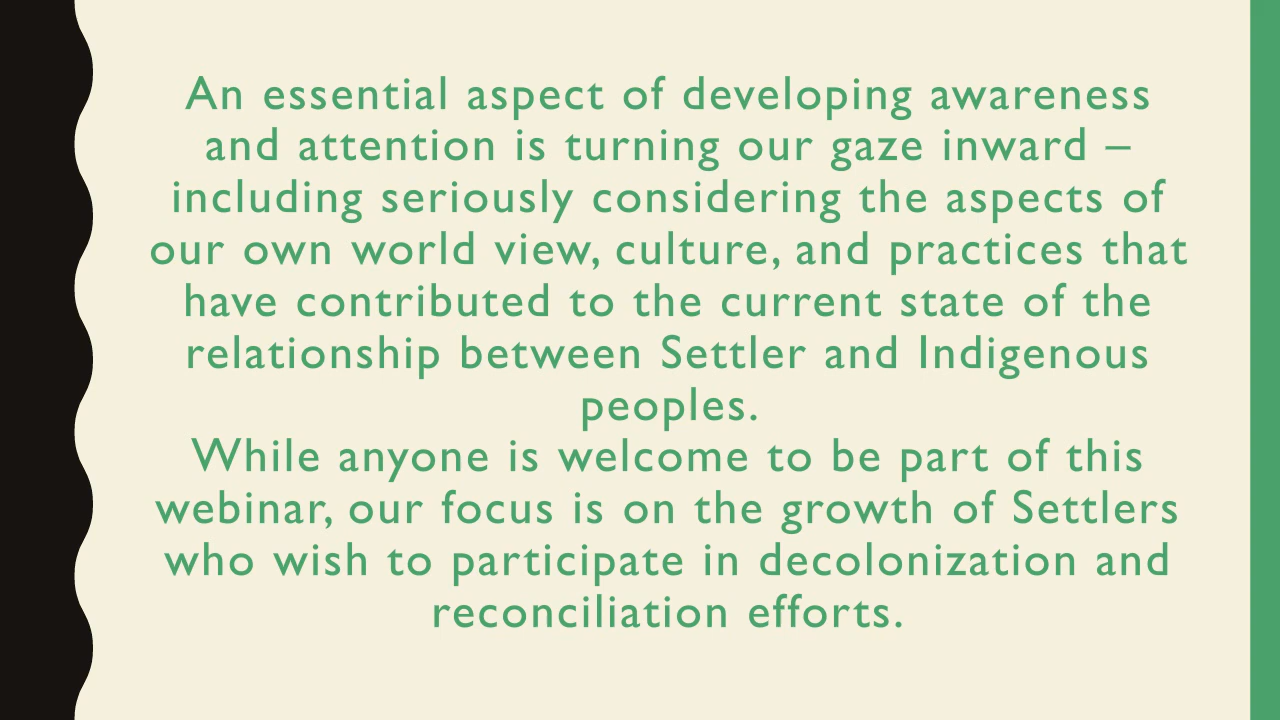 An essential aspect of developing awareness
and attention is turning our gaze inward –
including seriously considering the aspects of
our own world view, culture, and practices that
have contributed to the current state of the
relationship between Settler and Indigenous
peoples.
While anyone is welcome to be part of this
webinar, our focus is on the growth of Settlers
who wish to participate in decolonization and
reconciliation efforts.